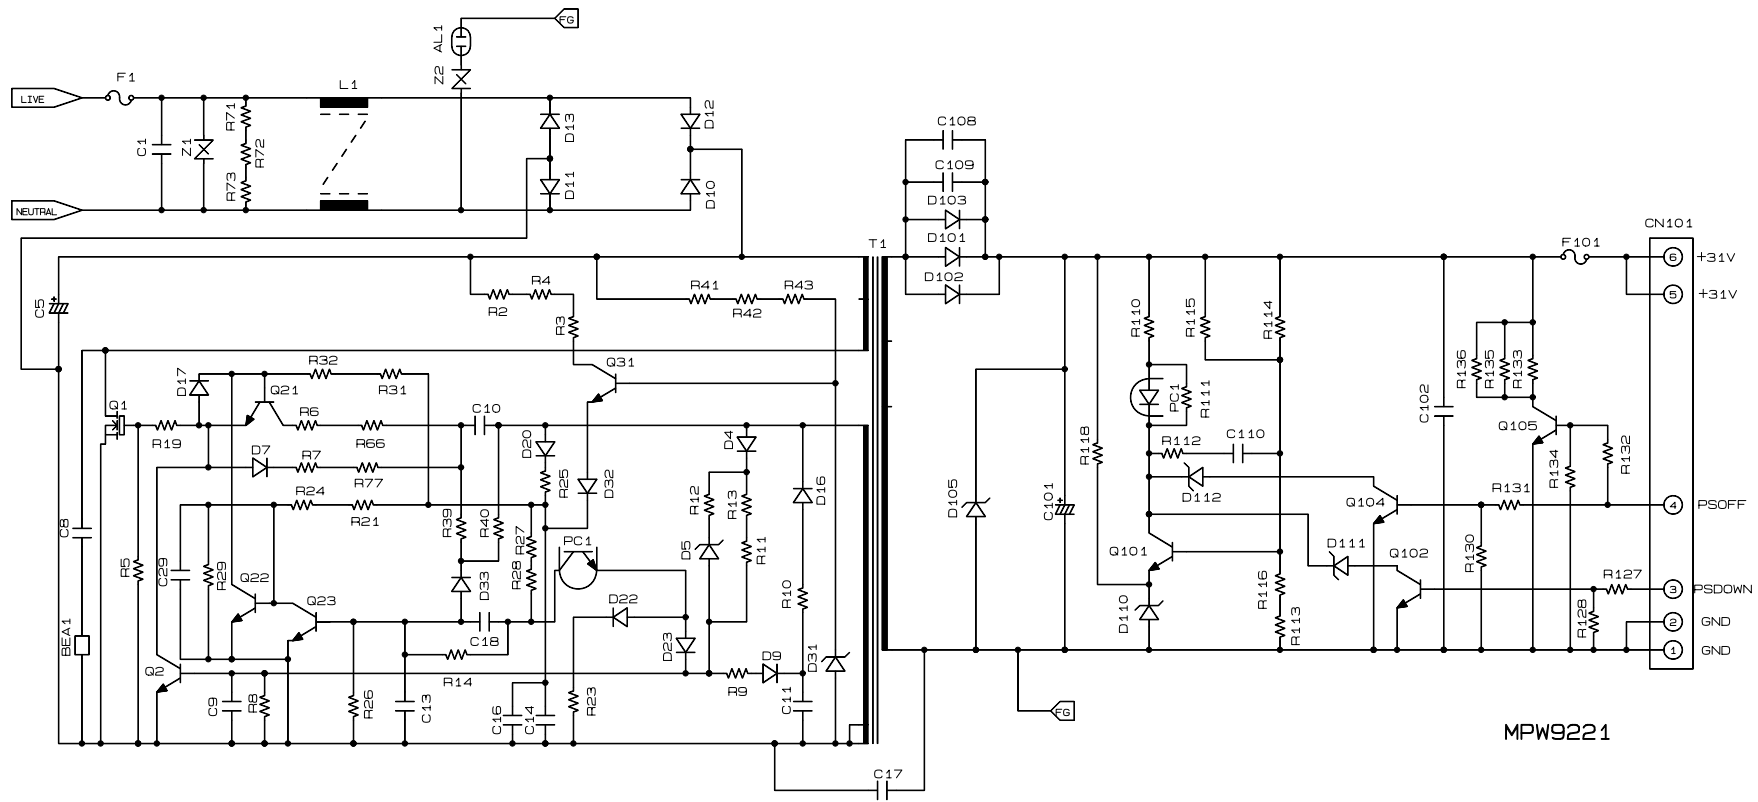 FG
AL1
Z2
F1
L1
LIVE
C1
Z1
R71
R72
R73
D13
D12
D11
D10
NEUTRAL
C108
C109
D103
D101
D102
T1
CN101
F101
6
+31V
5
+31V
C5
R4
R2
R3
R41
R42
R43
R110
R115
R114
Q31
R32
R31
D17
Q21
Q1
R19
R6
R66
C10
D7
R7
R77
D20
R25
D32
D4
R12
R13
D16
R111
PC1
R112
C110
R118
D112
C102
R136
R135
R133
Q105
R134
R132
Q104
R131
4
PSOFF
R24
R21
R39
R40
R27
R28
PC1
D5
R11
D105
C101
Q101
D111
Q102
R130
R127
3
PSDOWN
C8
R5
C29
R29
Q22
Q23
D33
C18
D22
R10
D110
R116
R113
R128
2
GND
1
GND
BEA1
Q2
R14
D23
D9
R9
D31
C9
R8
R26
C13
C16
C14
R23
C11
FG
C17
MPW9221